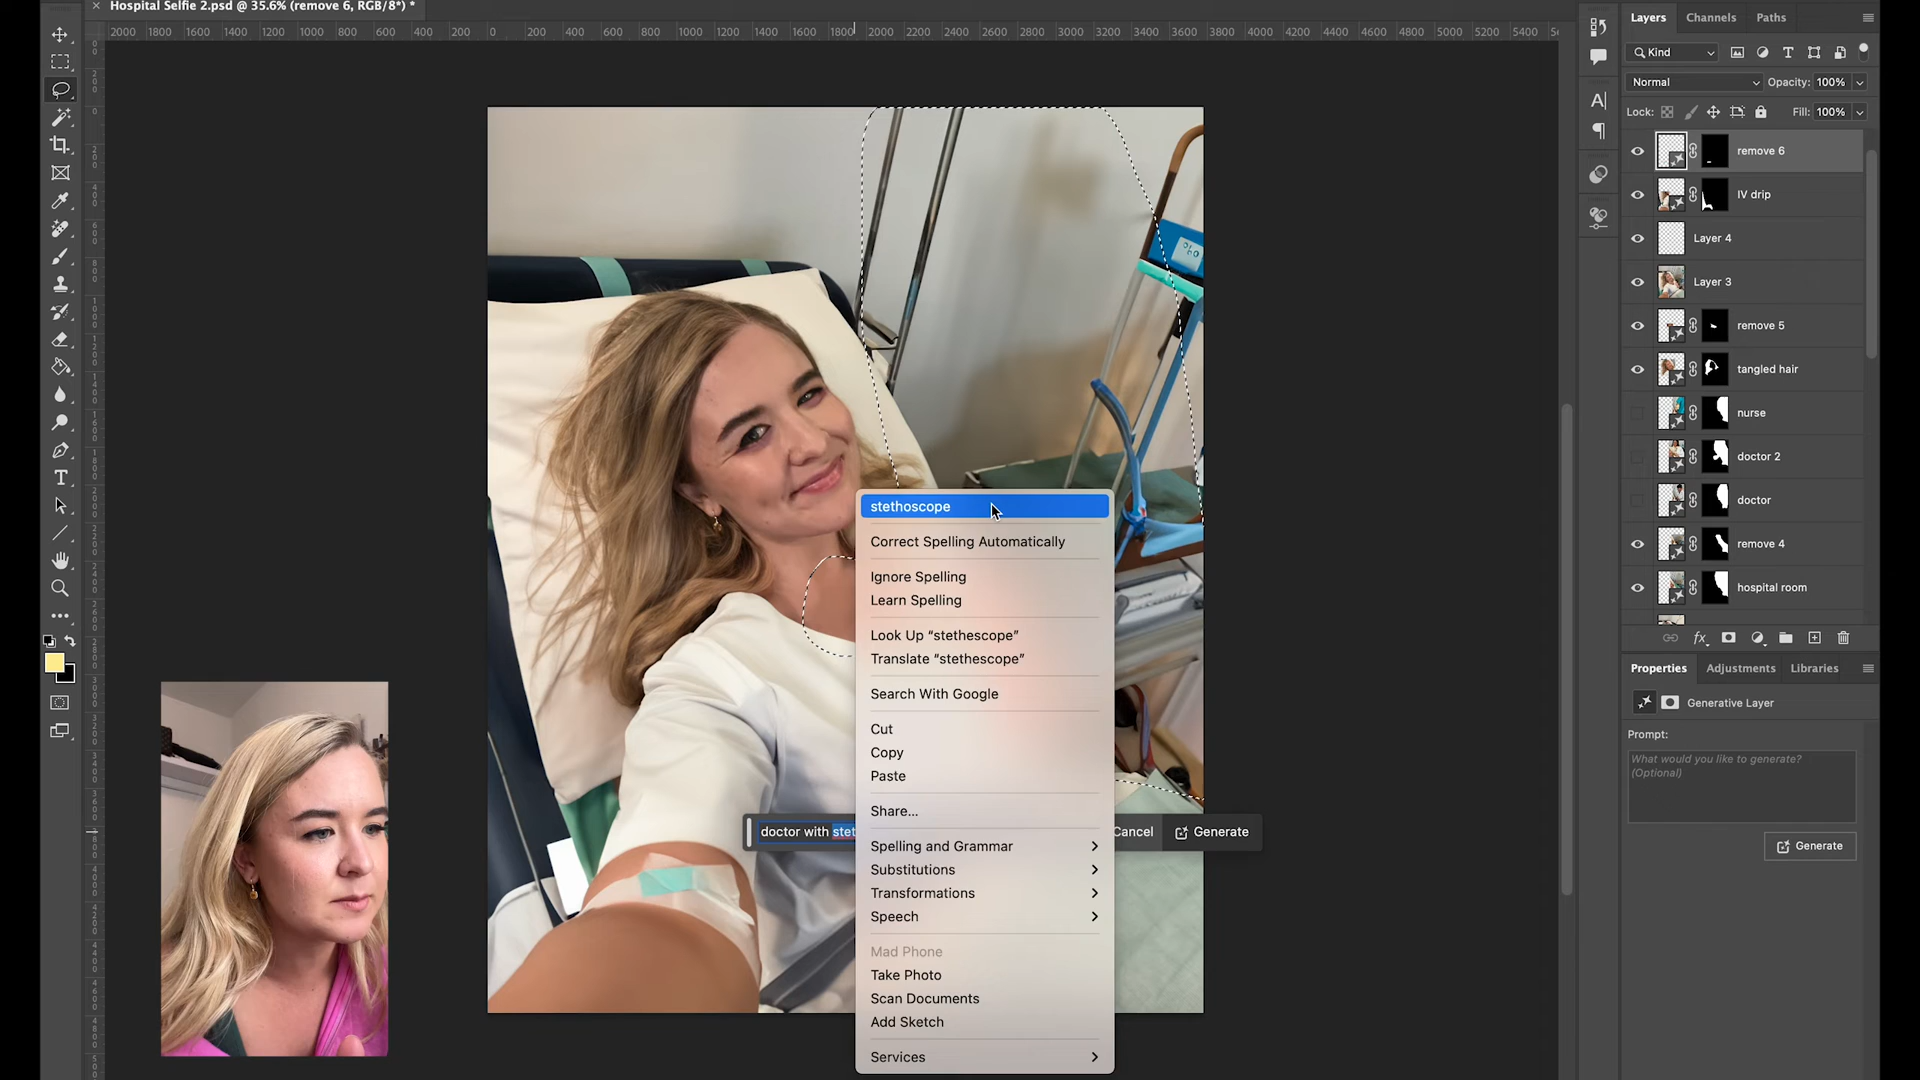 Hospital Selfie 2.psd @ 35.6% (remove 6, RGB/8*) *
2000 1800 1600 1400 1200 1000 800 600 400 200 0 200 400 600 800 1000 1200 1400 1600 1800 2000 2200 2400 2600 2800 3000 3200 3400 3600 3800 4000 4200 4400 4600 4800 5000 5200 5400
Layers Channels Paths
Kind
Normal Opacity: 100%
Lock: Fill: 100%
remove 6
IV drip
Layer 4
Layer 3
remove 5
tangled hair
nurse
doctor 2
doctor
remove 4
hospital room
Properties Adjustments Libraries
Generative Layer
Prompt:
What would you like to generate?
(Optional)
Generate
stethoscope
Correct Spelling Automatically
Ignore Spelling
Learn Spelling
Look Up “stethescope”
Translate “stethescope”
Search With Google
Cut
Copy
Paste
Share...
doctor with stet Cancel Generate
Spelling and Grammar
Substitutions
Transformations
Speech
Mad Phone
Take Photo
Scan Documents
Add Sketch
Services